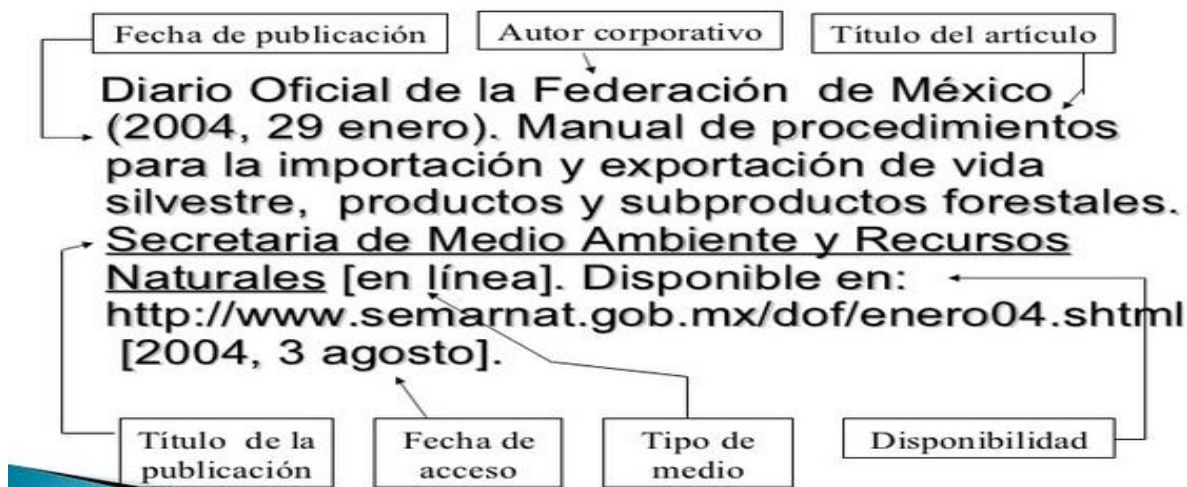 Fecha de publicación
Autor corporativo
Título del artículo
Diario Oficial de la Federación de México
(2004, 29 enero). Manual de procedimientos
para la importación y exportación de vida
silvestre, productos y subproductos forestales.
Secretaria de Medio Ambiente y Recursos
Naturales [en línea]. Disponible en:
http://www.semarnat.gob.mx/dof/enero04.shtml
[2004, 3 agosto].
Título de la
publicación
Fecha de
acceso
Tipo de
medio
Disponibilidad